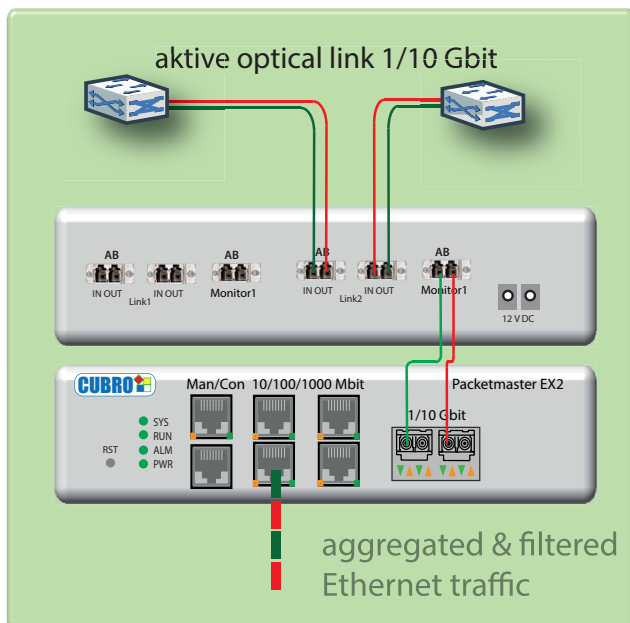 aktive optical link 1/10 Gbit
AB AB AB AB
IN OUT IN OUT Monitor1 IN OUT IN OUT Monitor1
Link1 Link2
12 V DC
CUBRO Man/Con 10/100/1000 Mbit Packetmaster EX2
1/10 Gbit
SYS
RUN
RST ALM
PWR
aggregated & filtered
Ethernet traffic